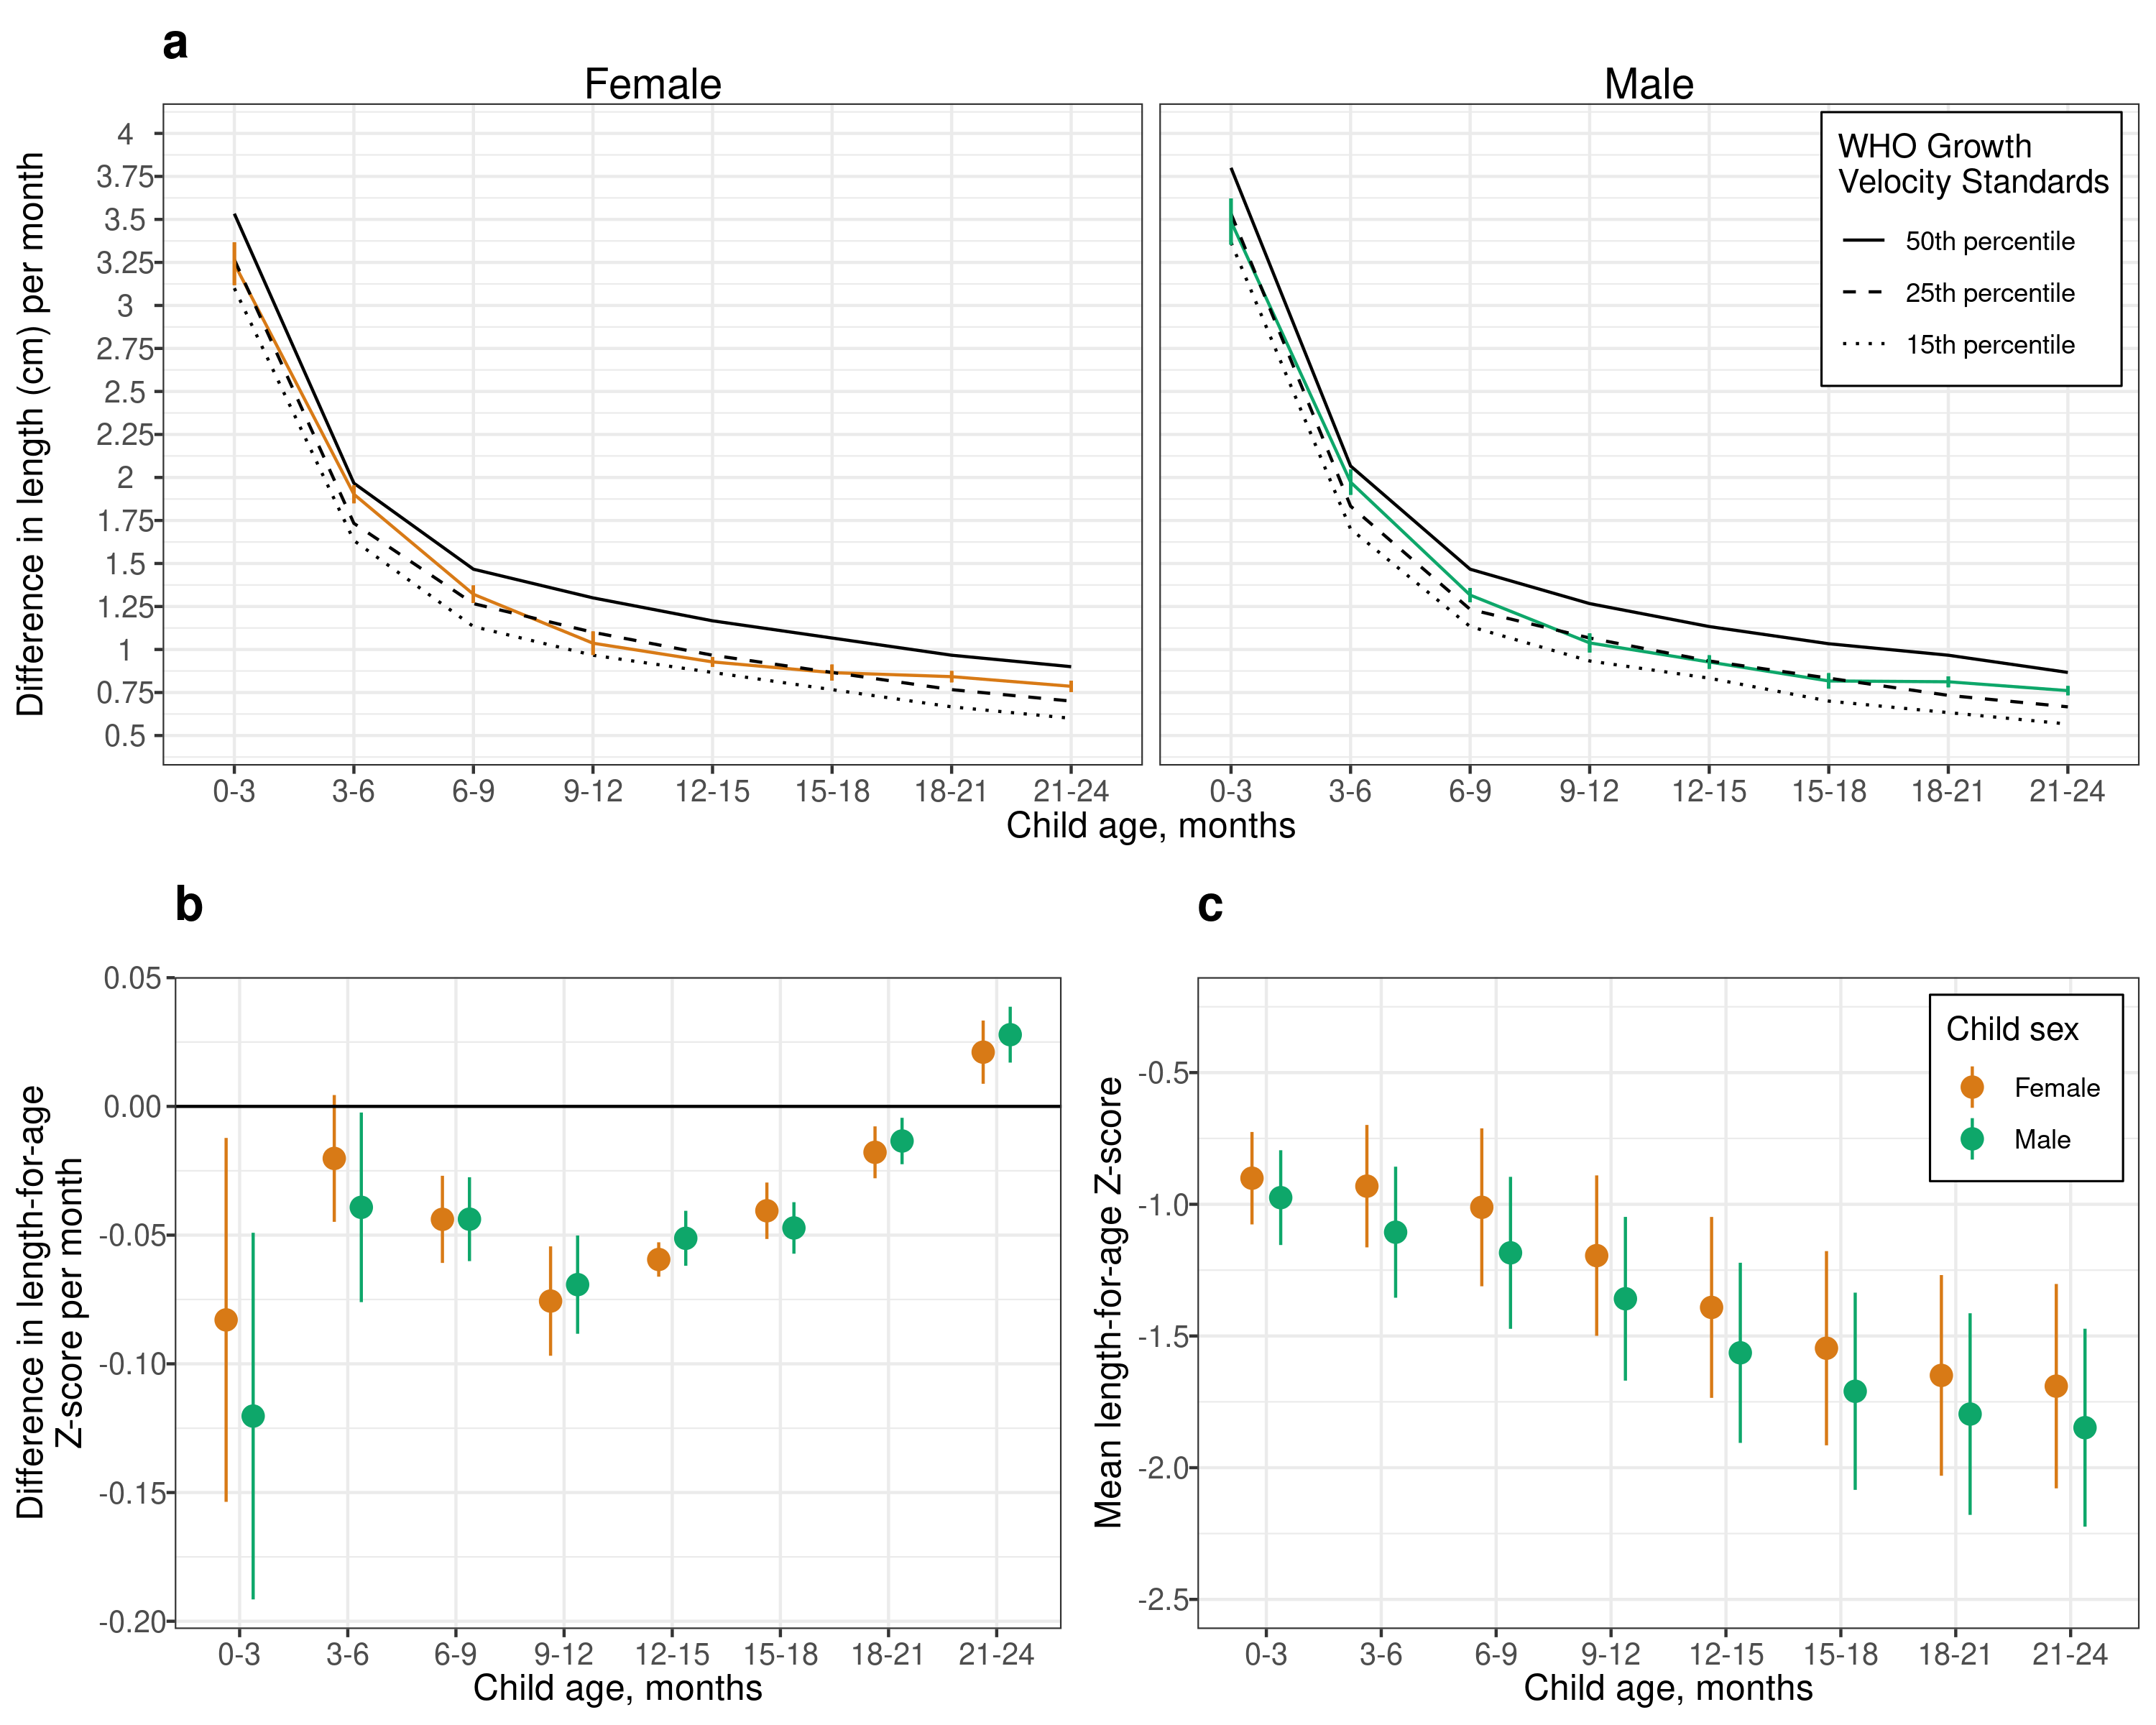 a
Female
Male
Difference in length (cm) per month
4
3.75
3.5
3.25
3
2.75
2.5
2.25
2
1.75
1.5
1.25
1
0.75
0.5
WHO Growth
Velocity Standards
50th percentile
25th percentile
15th percentile
0-3 3-6 6-9 9-12 12-15 15-18 18-21 21-24
0-3 3-6 6-9 9-12 12-15 15-18 18-21 21-24
Child age, months
b
Difference in length-for-age
Z-score per month
0.05
0.00
-0.05
-0.10
-0.15
-0.20
0-3 3-6 6-9 9-12 12-15 15-18 18-21 21-24
Child age, months
c
Mean length-for-age Z-score
-0.5
-1.0
-1.5
-2.0
-2.5
Child sex
Female
Male
0-3 3-6 6-9 9-12 12-15 15-18 18-21 21-24
Child age, months